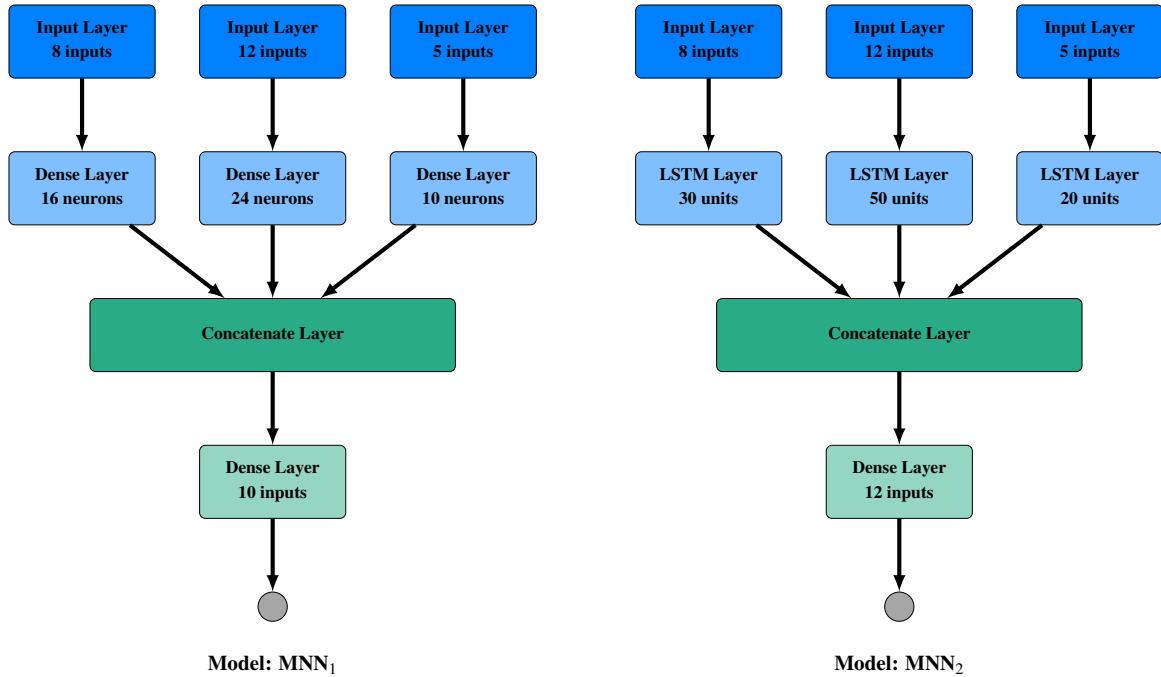 Input Layer
8 inputs
Input Layer
12 inputs
Input Layer
5 inputs
Dense Layer
16 neurons
Dense Layer
24 neurons
Dense Layer
10 neurons
Concatenate Layer
Dense Layer
10 inputs
Model: MNN₁
Input Layer
8 inputs
Input Layer
12 inputs
Input Layer
5 inputs
LSTM Layer
30 units
LSTM Layer
50 units
LSTM Layer
20 units
Concatenate Layer
Dense Layer
12 inputs
Model: MNN₂